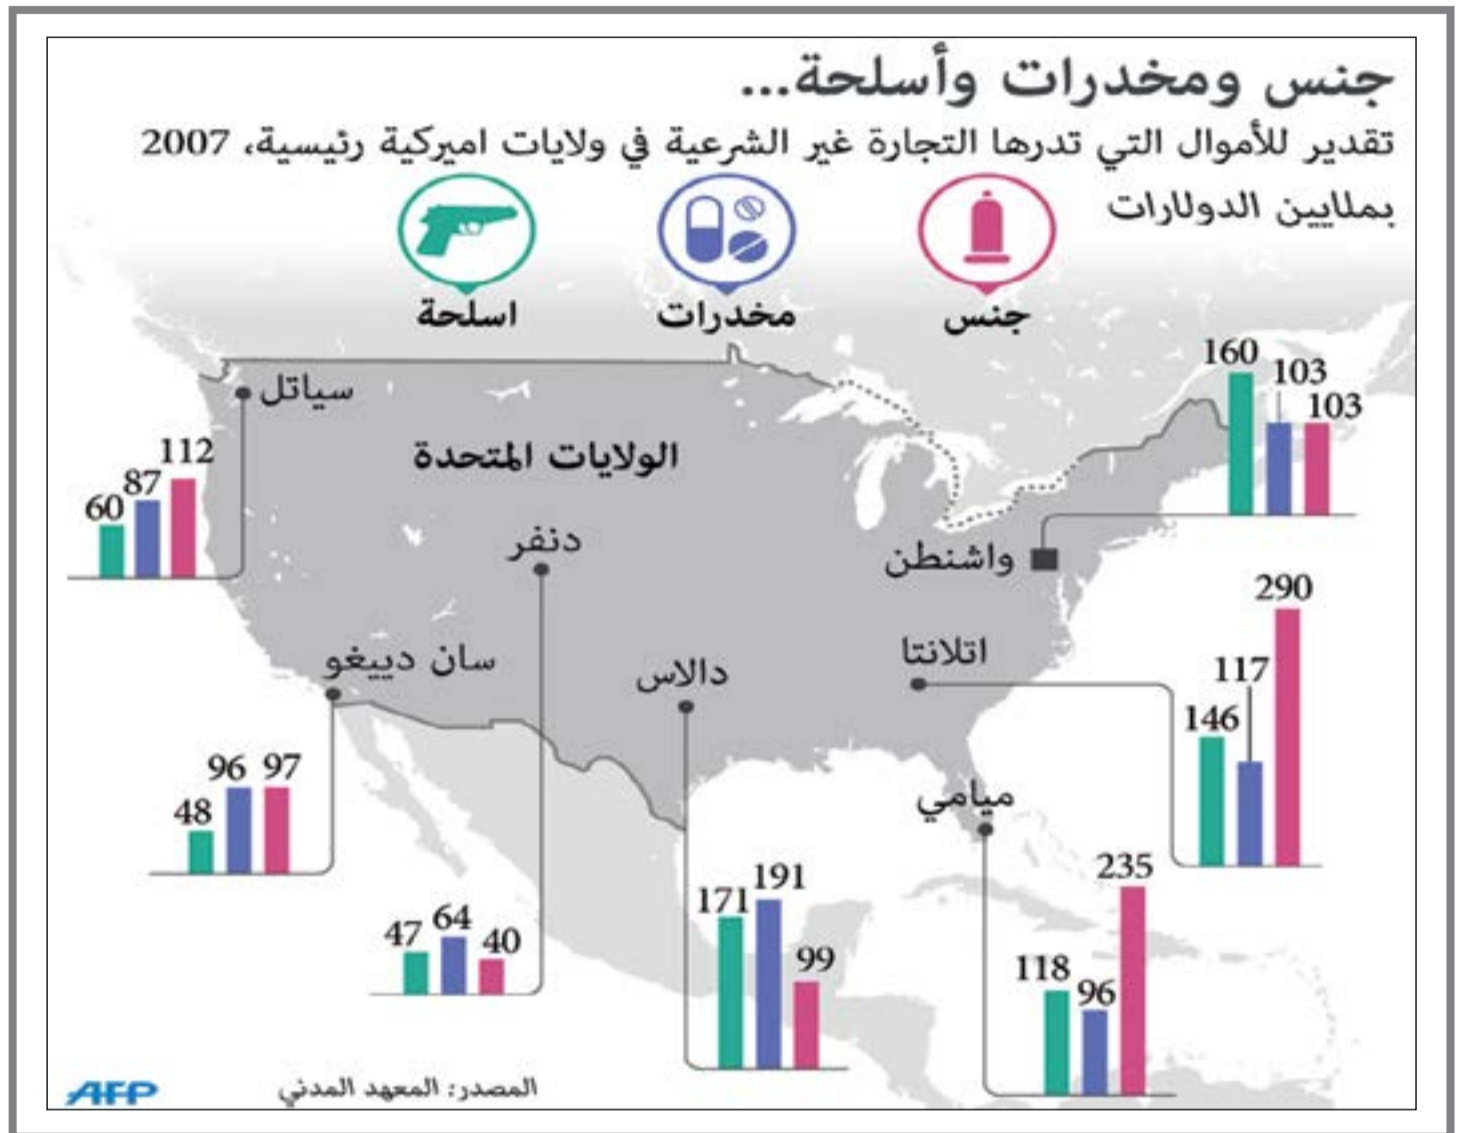 جنس ومخدرات وأسلحة...
تقدير للأموال التي تدرها التجارة غير الشرعية في ولايات اميركية رئيسية، 2007
بملايين الدولارات
جنس
مخدرات
اسلحة
160
103
103
واشنطن
سياتل
60
87
112
الولايات المتحدة
دنفر
47
64
40
سان دييغو
48
96
97
دالاس
171
191
99
اتلانتا
146
117
290
ميامي
118
96
235
المصدر: المعهد المدني
AFP